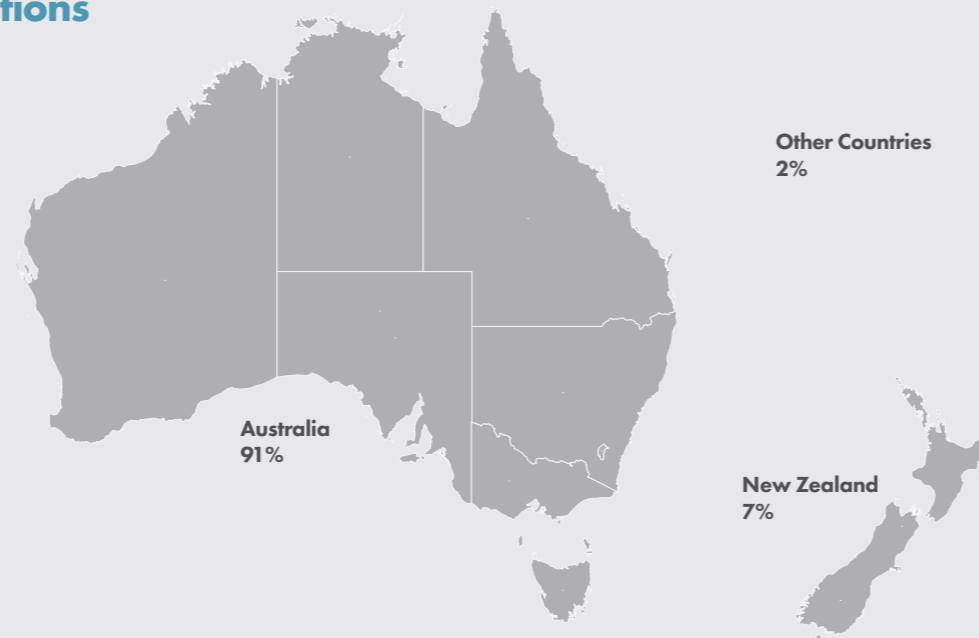 tions
Other Countries
2%
Australia
91%
New Zealand
7%